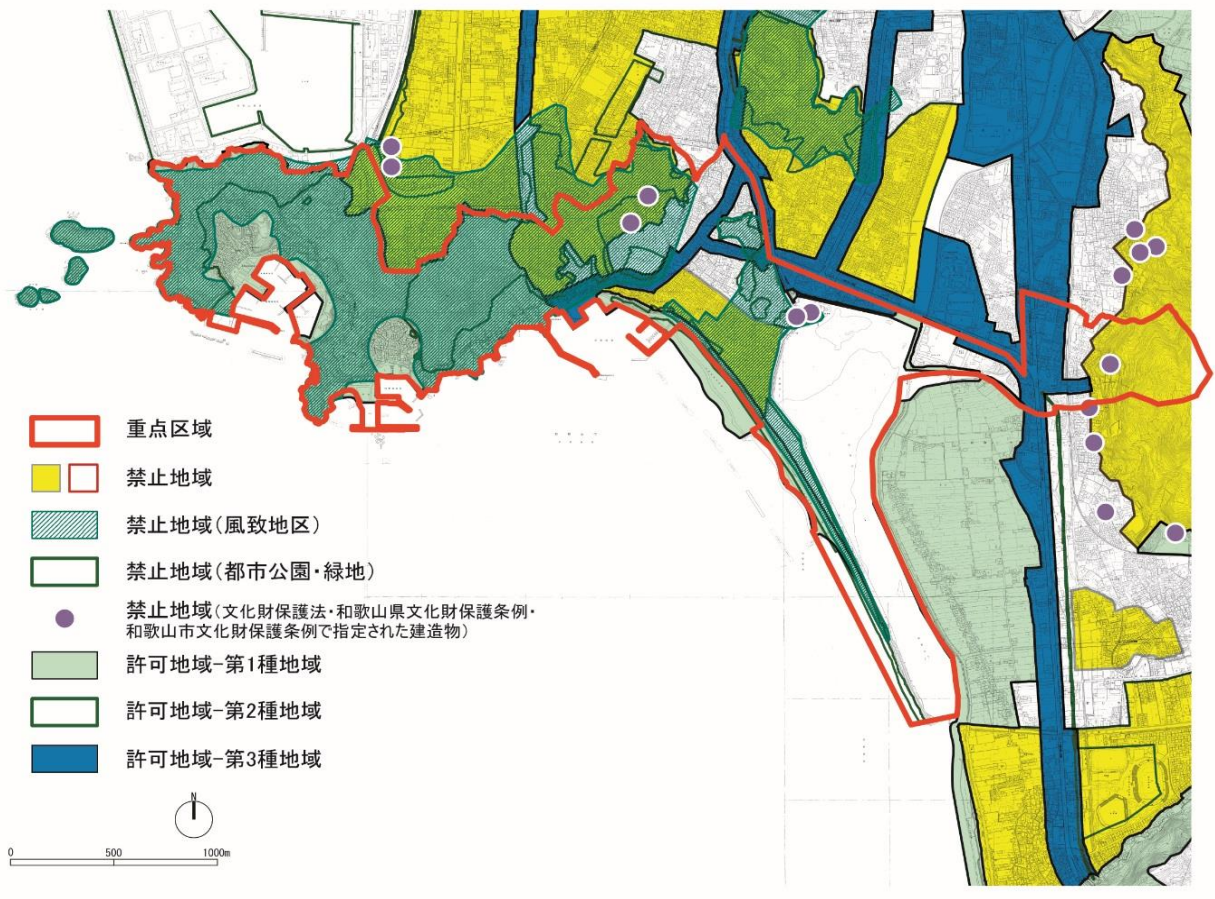 重点区域
禁止地域
禁止地域(風致地区)
禁止地域(都市公園・緑地)
禁止地域(文化財保護法・和歌山県文化財保護条例・
和歌山市文化財保護条例で指定された建造物)
許可地域-第1種地域
許可地域-第2種地域
許可地域-第3種地域
N
0 500 1000m